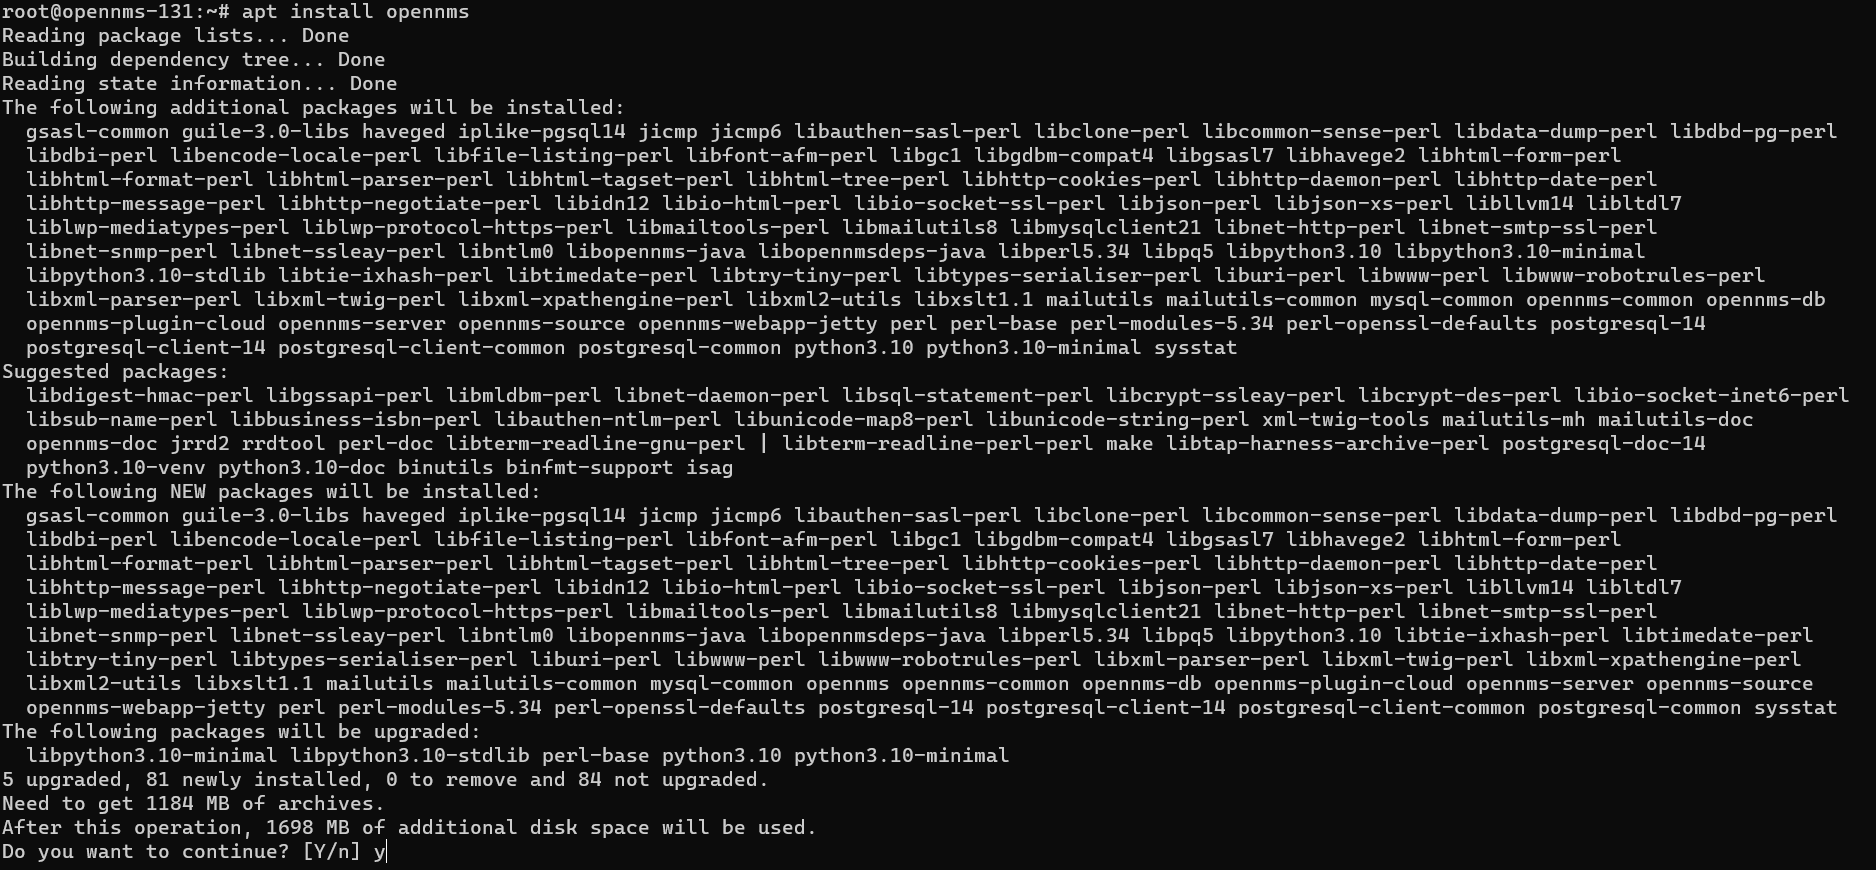 root@opennms-131:~# apt install opennms
Reading package lists... Done
Building dependency tree... Done
Reading state information... Done
The following additional packages will be installed:
  gsasl-common guile-3.0-libs haveged iplike-pgsql14 jicmp jicmp6 libauthen-sasl-perl libclone-perl libcommon-sense-perl libdata-dump-perl libdbd-pg-perl
  libdbi-perl libencode-locale-perl libfile-listing-perl libfont-afm-perl libgc1 libgdbm-compat4 libgsasl7 libhavege2 libhtml-form-perl
  libhtml-format-perl libhtml-parser-perl libhtml-tagset-perl libhtml-tree-perl libhttp-cookies-perl libhttp-daemon-perl libhttp-date-perl
  libhttp-message-perl libhttp-negotiate-perl libidn12 libio-html-perl libio-socket-ssl-perl libjson-perl libjson-xs-perl libllvm14 libltdl7
  liblwp-mediatypes-perl liblwp-protocol-https-perl libmailtools-perl libmailutils8 libmysqlclient21 libnet-http-perl libnet-smtp-ssl-perl
  libnet-snmp-perl libnet-ssleay-perl libntlm0 libopennms-java libopennmsdeps-java libperl5.34 libpq5 libpython3.10 libpython3.10-minimal
  libpython3.10-stdlib libtie-ixhash-perl libtimedate-perl libtry-tiny-perl libtypes-serialiser-perl liburi-perl libwww-perl libwww-robotrules-perl
  libxml-parser-perl libxml-twig-perl libxml-xpathengine-perl libxml2-utils libxslt1.1 mailutils mailutils-common mysql-common opennms-common opennms-db
  opennms-plugin-cloud opennms-server opennms-source opennms-webapp-jetty perl perl-base perl-modules-5.34 perl-openssl-defaults postgresql-14
  postgresql-client-14 postgresql-client-common postgresql-common python3.10 python3.10-minimal sysstat
Suggested packages:
  libdigest-hmac-perl libgssapi-perl libmldbm-perl libnet-daemon-perl libsql-statement-perl libcrypt-ssleay-perl libcrypt-des-perl libio-socket-inet6-perl
  libsub-name-perl libbusiness-isbn-perl libauthen-ntlm-perl libunicode-map8-perl libunicode-string-perl xml-twig-tools mailutils-mh mailutils-doc
  opennms-doc jrrd2 rrdtool perl-doc libterm-readline-gnu-perl | libterm-readline-perl-perl make libtap-harness-archive-perl postgresql-doc-14
  python3.10-venv python3.10-doc binutils binfmt-support isag
The following NEW packages will be installed:
  gsasl-common guile-3.0-libs haveged iplike-pgsql14 jicmp jicmp6 libauthen-sasl-perl libclone-perl libcommon-sense-perl libdata-dump-perl libdbd-pg-perl
  libdbi-perl libencode-locale-perl libfile-listing-perl libfont-afm-perl libgc1 libgdbm-compat4 libgsasl7 libhavege2 libhtml-form-perl
  libhtml-format-perl libhtml-parser-perl libhtml-tagset-perl libhtml-tree-perl libhttp-cookies-perl libhttp-daemon-perl libhttp-date-perl
  libhttp-message-perl libhttp-negotiate-perl libidn12 libio-html-perl libio-socket-ssl-perl libjson-perl libjson-xs-perl libllvm14 libltdl7
  liblwp-mediatypes-perl liblwp-protocol-https-perl libmailtools-perl libmailutils8 libmysqlclient21 libnet-http-perl libnet-smtp-ssl-perl
  libnet-snmp-perl libnet-ssleay-perl libntlm0 libopennms-java libopennmsdeps-java libperl5.34 libpq5 libpython3.10 libtie-ixhash-perl libtimedate-perl
  libtry-tiny-perl libtypes-serialiser-perl liburi-perl libwww-perl libwww-robotrules-perl libxml-parser-perl libxml-twig-perl libxml-xpathengine-perl
  libxml2-utils libxslt1.1 mailutils mailutils-common mysql-common opennms opennms-common opennms-db opennms-plugin-cloud opennms-server opennms-source
  opennms-webapp-jetty perl perl-modules-5.34 perl-openssl-defaults postgresql-14 postgresql-client-14 postgresql-client-common postgresql-common sysstat
The following packages will be upgraded:
  libpython3.10-minimal libpython3.10-stdlib perl-base python3.10 python3.10-minimal
5 upgraded, 81 newly installed, 0 to remove and 84 not upgraded.
Need to get 1184 MB of archives.
After this operation, 1698 MB of additional disk space will be used.
Do you want to continue? [Y/n] y